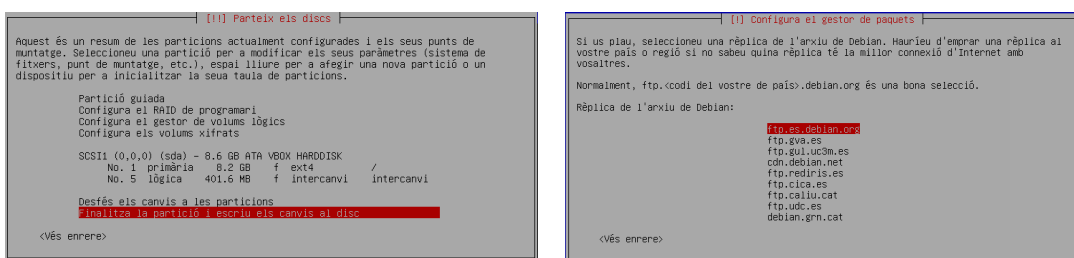 [!!] Parteix els discs
Aquest és un resum de les particions actualment configurades i els seus punts de
muntatge. Seleccioneu una partició per a modificar els seus paràmetres (sistema de
fitxers, punt de muntatge, etc.), espai lliure per a afegir una nova partició o un
dispositiu per a inicialitzar la seua taula de particions.
Partició guiada
Configura el RAID de programari
Configura el gestor de volums lògics
Configura els volums xifrats
SCSI1 (0,0,0) (sda) - 8.6 GB ATA VBOX HARDDISK
No. 1 primària 8.2 GB f ext4 /
No. 5 lògica 401.6 MB f intercanvi intercanvi
Desfés els canvis a les particions
Finalitza la partició i escriu els canvis al disc
<Vés enrere>
[!] Configura el gestor de paquets
Si us plau, seleccioneu una rèplica de l'arxiu de Debian. Hauríeu d'emprar una rèplica al
vostre país o regió si no sabeu quina rèplica té la millor connexió d'Internet amb
vosaltres.
Normalment, ftp.<codi del vostre de país>.debian.org és una bona selecció.
Rèplica de l'arxiu de Debian:
ftp.es.debian.org
ftp.gva.es
ftp.gul.uc3m.es
cdn.debian.net
ftp.rediris.es
ftp.cica.es
ftp.caliu.cat
ftp.udc.es
debian.grn.cat
<Vés enrere>